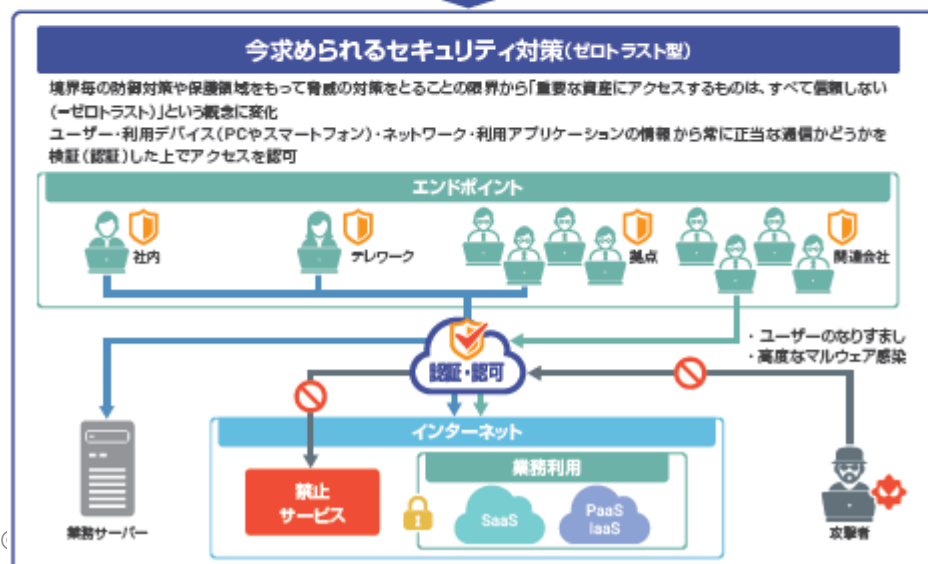 今求められるセキュリティ対策(ゼロトラスト型)
境界毎の防御対策や保護領域をもって脅威の対策をとることの限界から「重要な資産にアクセスするものは、すべて信頼しない
(=ゼロトラスト)」という概念に変化
ユーザー・利用デバイス(PCやスマートフォン)・ネットワーク・利用アプリケーションの情報から常に正当な通信かどうかを
検証(認証)した上でアクセスを認可
エンドポイント
社内
テレワーク
拠点
関連会社
・ユーザーのなりすまし
・高度なマルウェア感染
認証・認可
インターネット
業務利用
禁止
サービス
SaaS
PaaS
IaaS
業務サーバー
攻撃者